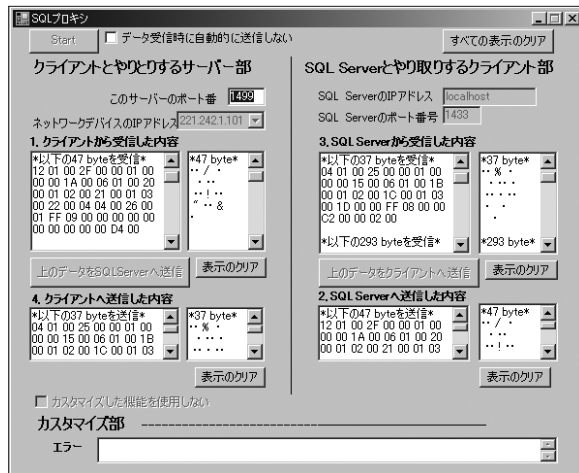 SQLプロキシ
Start
データ受信時に自動的に送信しない
すべての表示のクリア
クライアントとやりとりするサーバー部
このサーバーのポート番
1499
ネットワークデバイスのIPアドレス
221.242.1.101
1. クライアントから受信した内容
*以下の47 byteを受信*
12 01 00 2F 00 00 01 00
00 00 1A 00 06 01 00 20
00 01 02 00 21 00 01 03
00 22 00 04 04 00 26 00
01 FF 09 00 00 00 00 00
00 00 00 00 00 D4 00
*47 byte*
·· / ·
· ···
·· ! ··
" ·· &
·
上のデータをSQLServerへ送信
表示のクリア
4. クライアントへ送信した内容
*以下の37 byteを送信*
04 01 00 25 00 00 01 00
00 00 15 00 06 01 00 1B
00 01 02 00 1C 00 01 03
*37 byte*
·· % ·
· ···
·· ··
表示のクリア
SQL Serverとやり取りするクライアント部
SQL ServerのIPアドレス
localhost
SQL Serverのポート番号
1433
3. SQL Serverから受信した内容
*以下の37 byteを受信*
04 01 00 25 00 00 01 00
00 00 15 00 06 01 00 1B
00 01 02 00 1C 00 01 03
00 1D 00 00 FF 08 00 00
C2 00 00 02 00
*以下の293 byteを受信*
*37 byte*
·· % ·
· ···
·· ··
· ·
·
*293 byte*
上のデータをクライアントへ送信
表示のクリア
2. SQL Serverへ送信した内容
*以下の47 byteを送信*
12 01 00 2F 00 00 01 00
00 00 1A 00 06 01 00 20
00 01 02 00 21 00 01 03
*47 byte*
·· / ·
· ···
·· ! ··
表示のクリア
カスタマイズした機能を使用しない
カスタマイズ部 ----------------------------------------
エラー